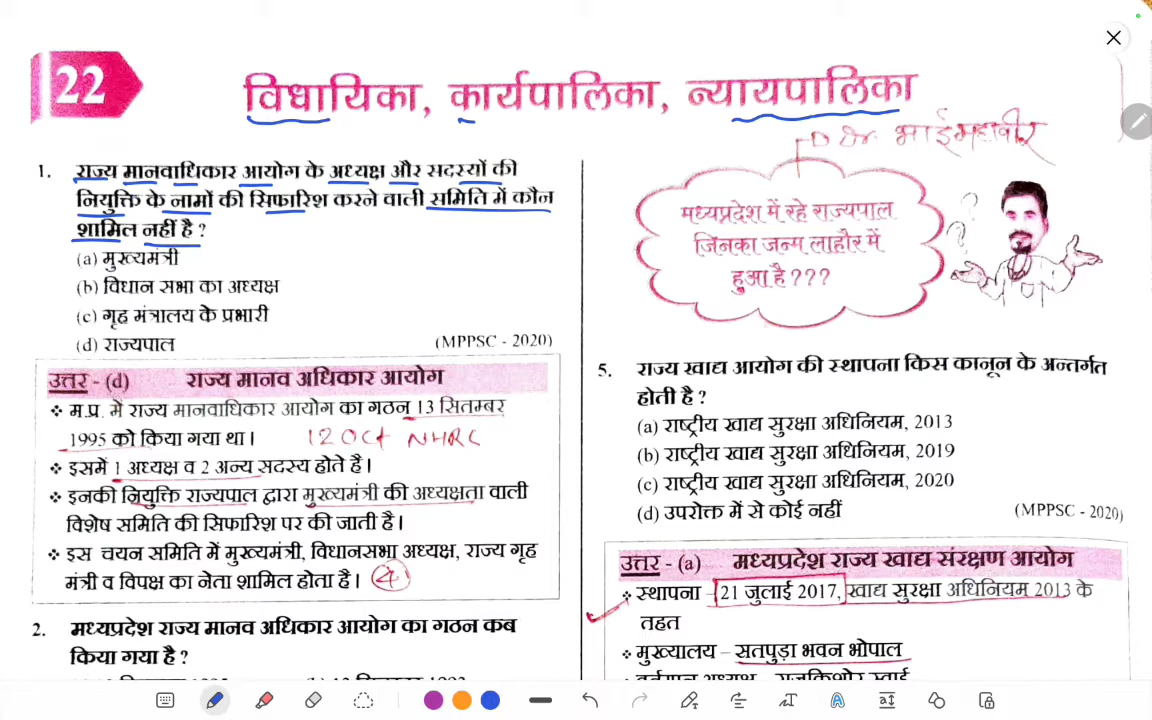 22
विधायिका, कार्यपालिका, न्यायपालिका
1. राज्य मानवाधिकार आयोग के अध्यक्ष और सदस्यों की
नियुक्ति के नामों की सिफारिश करने वाली समिति में कौन
शामिल नहीं है ?
(a) मुख्यमंत्री
(b) विधान सभा का अध्यक्ष
(c) गृह मंत्रालय के प्रभारी
(d) राज्यपाल (MPPSC - 2020)
उत्तर - (d) राज्य मानव अधिकार आयोग
❖ म.प्र. में राज्य मानवाधिकार आयोग का गठन 13 सितम्बर
1995 को किया गया था। 12 Oct NHRC
❖ इसमें 1 अध्यक्ष व 2 अन्य सदस्य होते है।
❖ इनकी नियुक्ति राज्यपाल द्वारा मुख्यमंत्री की अध्यक्षता वाली
विशेष समिति की सिफारिश पर की जाती है।
❖ इस चयन समिति में मुख्यमंत्री, विधानसभा अध्यक्ष, राज्य गृह
मंत्री व विपक्ष का नेता शामिल होता है। 4
2. मध्यप्रदेश राज्य मानव अधिकार आयोग का गठन कब
किया गया है ?
Dr. भाई महावीर
मध्यप्रदेश में रहे राज्यपाल
जिनका जन्म लाहौर में
हुआ है???
5. राज्य खाद्य आयोग की स्थापना किस कानून के अन्तर्गत
होती है ?
(a) राष्ट्रीय खाद्य सुरक्षा अधिनियम, 2013
(b) राष्ट्रीय खाद्य सुरक्षा अधिनियम, 2019
(c) राष्ट्रीय खाद्य सुरक्षा अधिनियम, 2020
(d) उपरोक्त में से कोई नहीं (MPPSC - 2020)
उत्तर - (a) मध्यप्रदेश राज्य खाद्य संरक्षण आयोग
❖ स्थापना – 21 जुलाई 2017, खाद्य सुरक्षा अधिनियम 2013 के
तहत
❖ मुख्यालय – सतपुड़ा भवन भोपाल